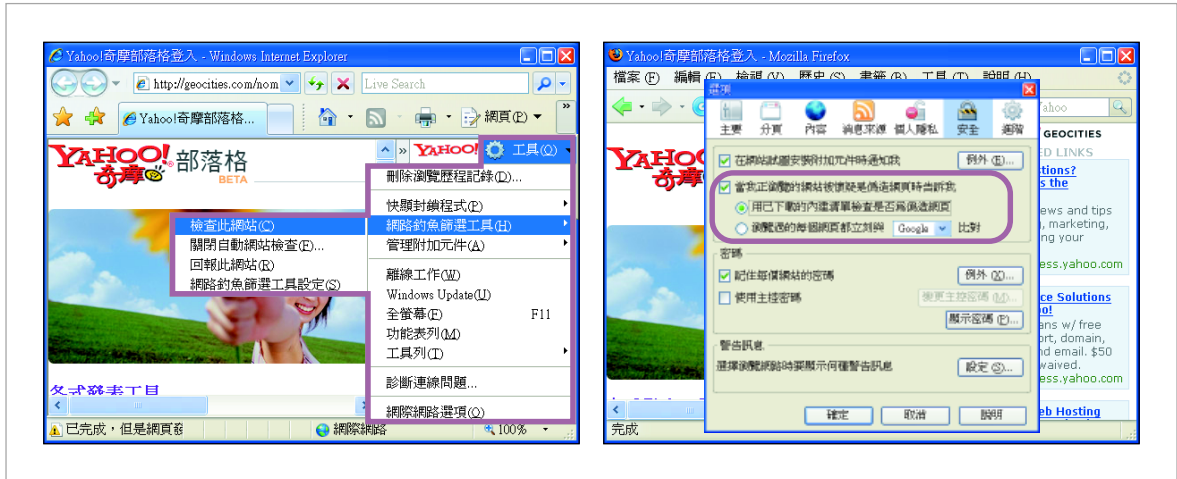 Yahoo!奇摩部落格登入 - Windows Internet Explorer
http://geocities.com/nom
Live Search
Yahoo!奇摩部落格...
網頁(P)
»
YAHOO!奇摩 部落格
BETA
» YAHOO!
工具(O)
刪除瀏覽歷程記錄(D)...
快顯封鎖程式(P)
網路釣魚篩選工具(H)
管理附加元件(A)
離線工作(W)
Windows Update(U)
全螢幕(F) F11
功能表列(M)
工具列(T)
診斷連線問題...
網際網路選項(O)
檢查此網站(C)
關閉自動網站檢查(F)...
回報此網站(R)
網路釣魚篩選工具設定(S)
各式發表工具
已完成，但是網頁發
網際網路
100%
Yahoo!奇摩部落格登入 - Mozilla Firefox
檔案(F) 編輯(E) 檢視(V) 歷史(S) 書籤(B) 工具(T) 說明(H)
選項
主要 分頁 內容 消息來源 個人隱私 安全 進階
在網站試圖安裝附加元件時通知我 例外(E)...
當我正瀏覽的網站被懷疑是偽造網頁時告訴我
用已下載的內建清單檢查是否為偽造網頁
瀏覽過的每個網頁都立刻與 Google 比對
密碼
記住每個網站的密碼 例外(X)...
使用主控密碼 變更主控密碼(M)...
顯示密碼(P)...
警告訊息
選擇瀏覽網路時要顯示何種警告訊息 設定(S)...
確定 取消 說明
YAHOO
奇摩
ahoo
GEOCITIES
ED LINKS
tions?
s the
ews and tips
, marketing,
ng your
ess.yahoo.com
ce Solutions
oo!
ans w/ free
ort, domain,
nd email. $50
waived.
ess.yahoo.com
eb Hosting
完成